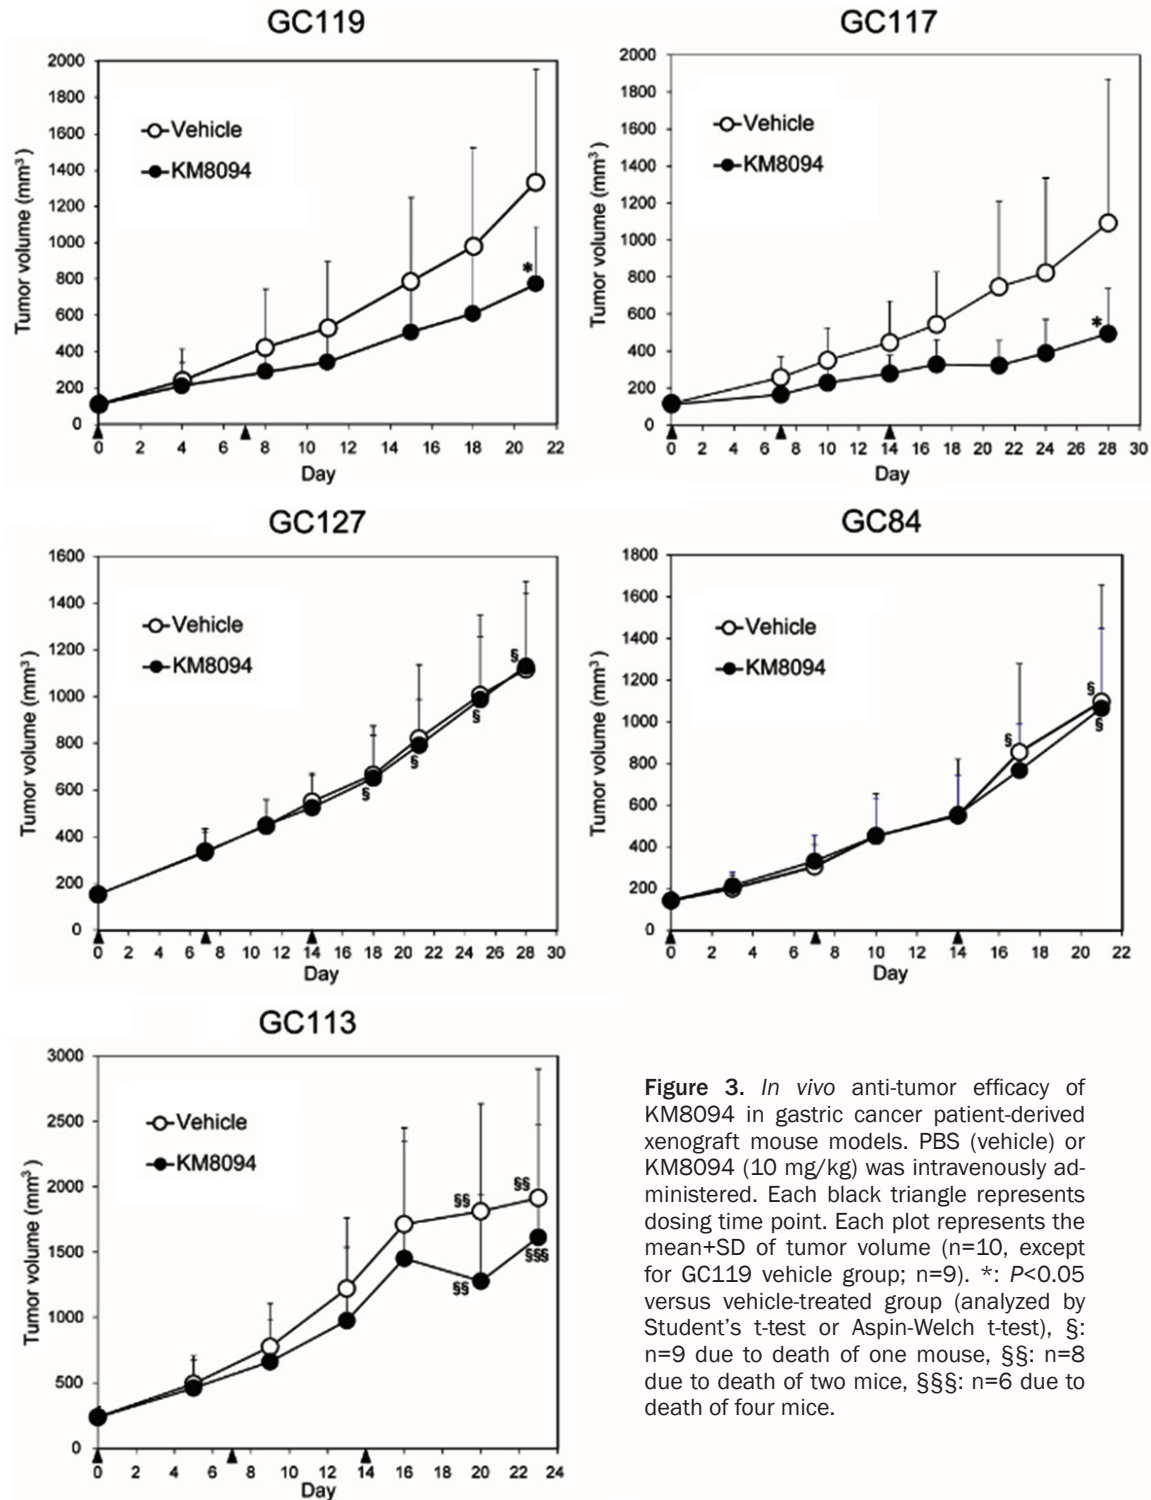 GC119
2000
1800
1600
1400
1200
1000
800
600
400
200
0
Tumor volume (mm³)
Vehicle
KM8094
*
0 2 4 6 8 10 12 14 16 18 20 22
Day
GC117
2000
1800
1600
1400
1200
1000
800
600
400
200
0
Tumor volume (mm³)
Vehicle
KM8094
*
0 2 4 6 8 10 12 14 16 18 20 22 24 26 28 30
Day
GC127
1600
1400
1200
1000
800
600
400
200
0
Tumor volume (mm³)
Vehicle
KM8094
§
§
§
§
0 2 4 6 8 10 12 14 16 18 20 22 24 26 28 30
Day
GC84
1800
1600
1400
1200
1000
800
600
400
200
0
Tumor volume (mm³)
Vehicle
KM8094
§
§
§
0 2 4 6 8 10 12 14 16 18 20 22
Day
GC113
3000
2500
2000
1500
1000
500
0
Tumor volume (mm³)
Vehicle
KM8094
§§
§§
§§
§§§
0 2 4 6 8 10 12 14 16 18 20 22 24
Day
Figure 3. In vivo anti-tumor efficacy of
KM8094 in gastric cancer patient-derived
xenograft mouse models. PBS (vehicle) or
KM8094 (10 mg/kg) was intravenously ad-
ministered. Each black triangle represents
dosing time point. Each plot represents the
mean+SD of tumor volume (n=10, except
for GC119 vehicle group; n=9). *: P<0.05
versus vehicle-treated group (analyzed by
Student's t-test or Aspin-Welch t-test), §:
n=9 due to death of one mouse, §§: n=8
due to death of two mice, §§§: n=6 due to
death of four mice.